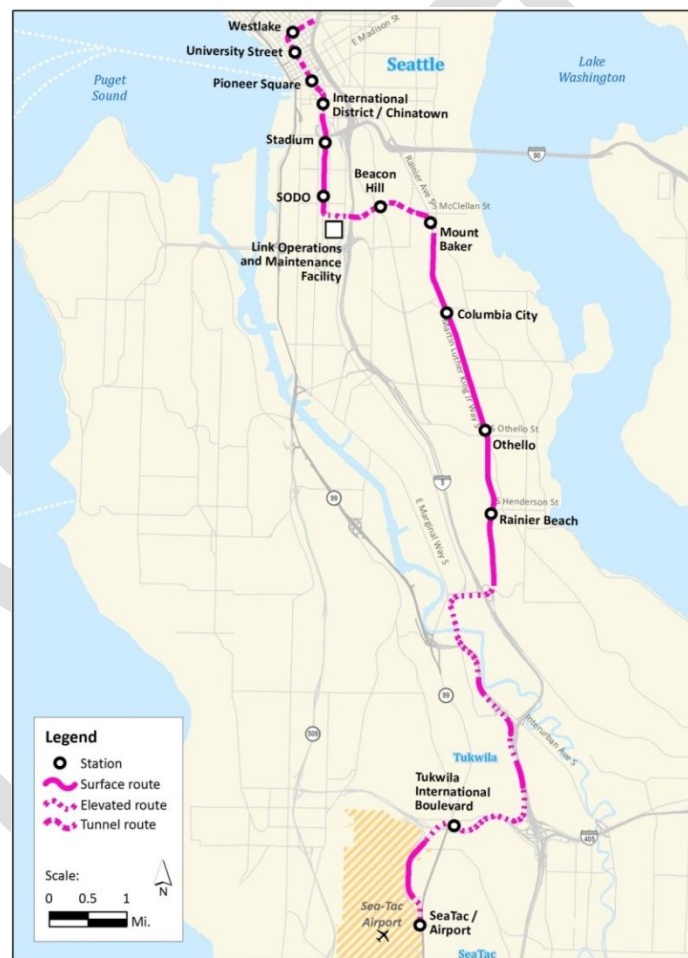 Westlake
E Madison St
University Street
Seattle
Lake
Washington
Puget
Sound
Pioneer Square
International
District / Chinatown
Stadium
90
Rainier Ave S
Beacon
Hill
SODO
S McClellan St
Mount
Baker
Link Operations
and Maintenance
Facility
Columbia City
Martin Luther King Jr Way S
S Othello St
Othello
5
99
S Henderson St
Rainier Beach
E Marginal Way S
99
Interurban Ave S
509
Tukwila
Tukwila
International
Boulevard
405
Legend
Station
Surface route
Elevated route
Tunnel route
Scale:
N
0 0.5 1
Mi.
Sea-Tac
Airport
SeaTac /
Airport
SeaTac